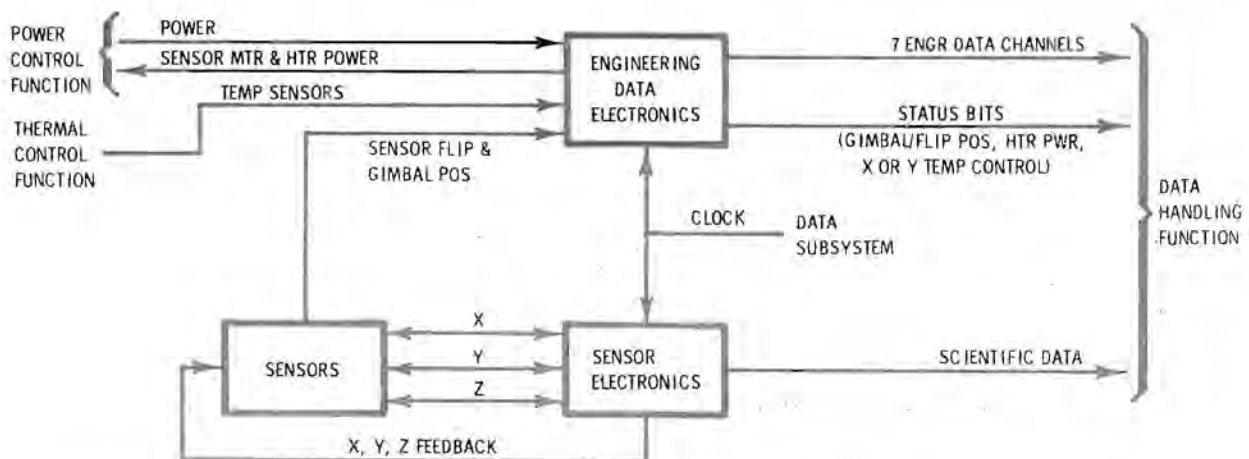 POWER
CONTROL
FUNCTION
POWER
SENSOR MTR & HTR POWER
TEMP SENSORS
THERMAL
CONTROL
FUNCTION
SENSOR FLIP &
GIMBAL POS
ENGINEERING
DATA
ELECTRONICS
7 ENGR DATA CHANNELS
STATUS BITS
(GIMBAL/FLIP POS, HTR PWR,
X OR Y TEMP CONTROL)
CLOCK
DATA
SUBSYSTEM
DATA
HANDLING
FUNCTION
SENSORS
X
Y
Z
SENSOR
ELECTRONICS
SCIENTIFIC DATA
X, Y, Z FEEDBACK